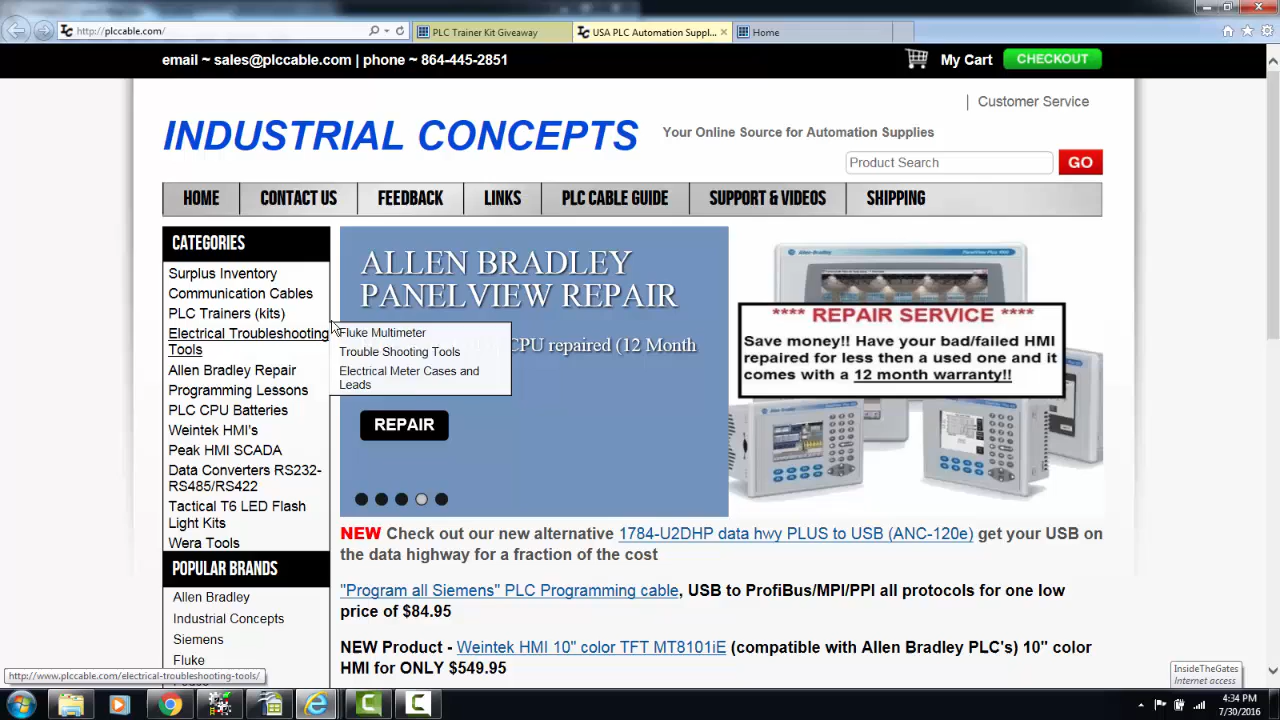 http://plccable.com/
PLC Trainer Kit Giveaway
USA PLC Automation Suppl...
Home
email ~ sales@plccable.com | phone ~ 864-445-2851
My Cart
CHECKOUT
Customer Service
INDUSTRIAL CONCEPTS
Your Online Source for Automation Supplies
Product Search
GO
HOME
CONTACT US
FEEDBACK
LINKS
PLC CABLE GUIDE
SUPPORT & VIDEOS
SHIPPING
CATEGORIES
Surplus Inventory
Communication Cables
PLC Trainers (kits)
Electrical Troubleshooting
Tools
Allen Bradley Repair
Programming Lessons
PLC CPU Batteries
Weintek HMI's
Peak HMI SCADA
Data Converters RS232-
RS485/RS422
Tactical T6 LED Flash
Light Kits
Wera Tools
POPULAR BRANDS
Allen Bradley
Industrial Concepts
Siemens
Fluke
Fluke Multimeter
Trouble Shooting Tools
Electrical Meter Cases and
Leads
ALLEN BRADLEY
PANELVIEW REPAIR
CPU repaired (12 Month
REPAIR
**** REPAIR SERVICE ****
Save money!! Have your bad/failed HMI
repaired for less then a used one and it
comes with a 12 month warranty!!
NEW Check out our new alternative 1784-U2DHP data hwy PLUS to USB (ANC-120e) get your USB on
the data highway for a fraction of the cost
"Program all Siemens" PLC Programming cable, USB to ProfiBus/MPI/PPI all protocols for one low
price of $84.95
NEW Product - Weintek HMI 10" color TFT MT8101iE (compatible with Allen Bradley PLC's) 10" color
HMI for ONLY $549.95
http://www.plccable.com/electrical-troubleshooting-tools/
InsideTheGates
Internet access
4:34 PM
7/30/2016